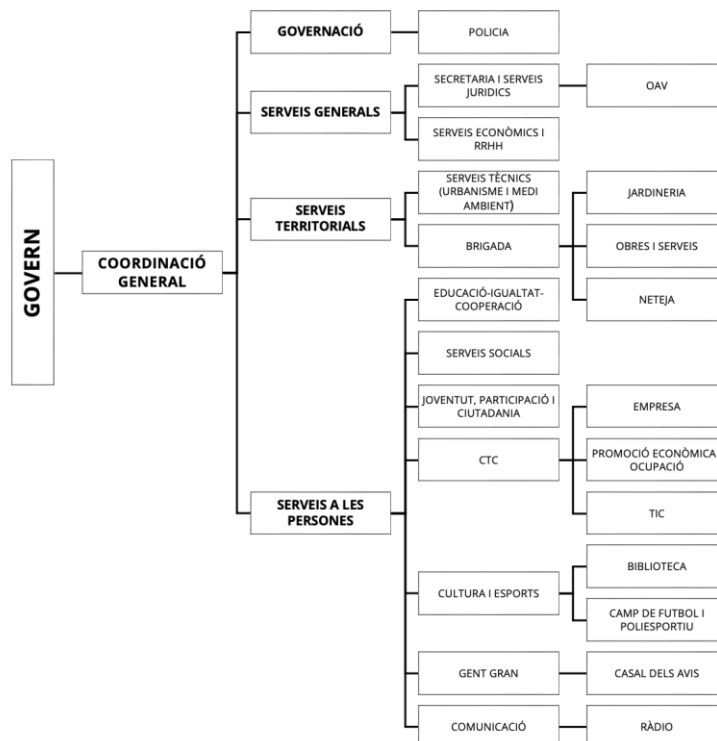 GOVERN
COORDINACIÓ
GENERAL
GOVERNACIÓ
POLICIA
SERVEIS GENERALS
SECRETARIA I SERVEIS
JURIDICS
OAV
SERVEIS ECONÒMICS I
RRHH
SERVEIS
TERRITORIALS
SERVEIS TÈCNICS
(URBANISME I MEDI
AMBIENT)
BRIGADA
JARDINERIA
OBRES I SERVEIS
NETEJA
SERVEIS A LES
PERSONES
EDUCACIÓ-IGUALTAT-
COOPERACIÓ
SERVEIS SOCIALS
JOVENTUT, PARTICIPACIÓ I
CIUTADANIA
CTC
EMPRESA
PROMOCIÓ ECONÒMICA
OCUPACIÓ
TIC
CULTURA I ESPORTS
BIBLIOTECA
CAMP DE FUTBOL I
POLIESPORTIU
GENT GRAN
CASAL DELS AVIS
COMUNICACIÓ
RÀDIO